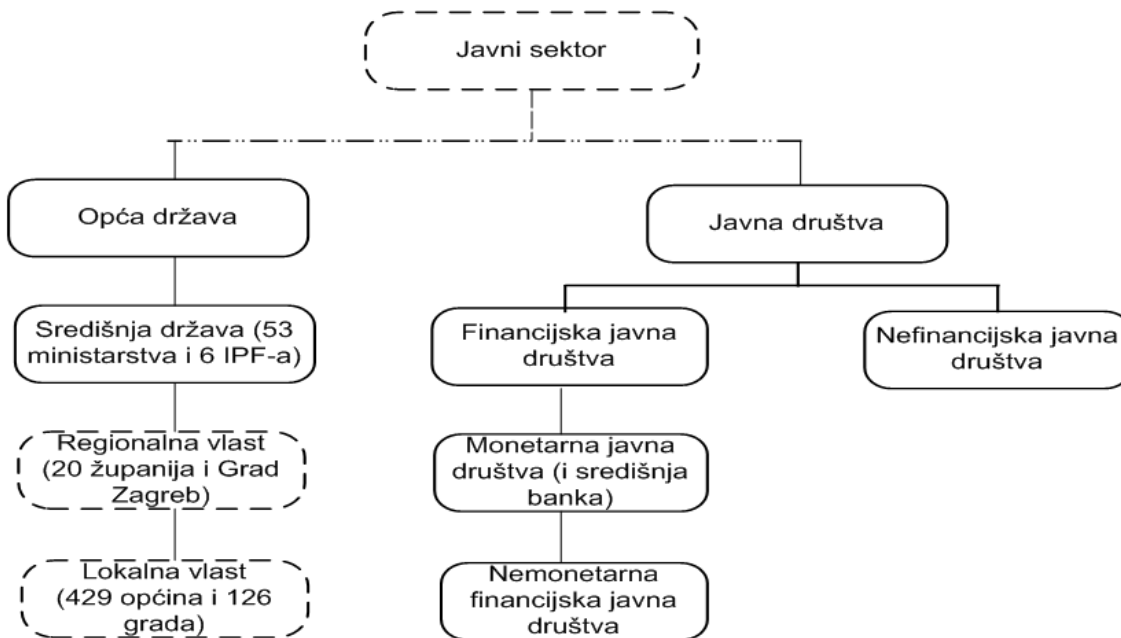 Javni sektor
Opća država
Javna društva
Središnja država (53
ministarstva i 6 IPF-a)
Financijska javna
društva
Nefinancijska javna
društva
Regionalna vlast
(20 županija i Grad
Zagreb)
Monetarna javna
društva (i središnja
banka)
Lokalna vlast
(429 općina i 126
grada)
Nemonetarna
financijska javna
društva